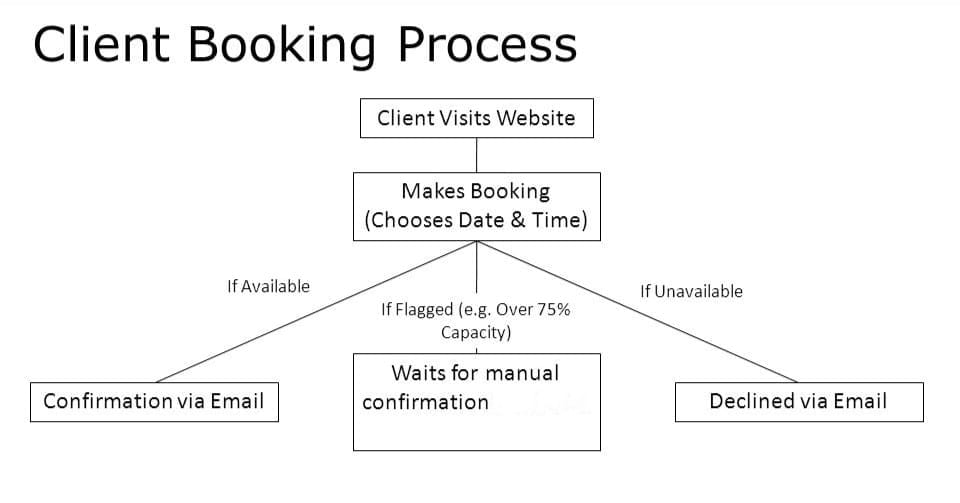 Client Booking Process
Client Visits Website
Makes Booking
(Chooses Date & Time)
If Available
If Flagged (e.g. Over 75%
Capacity)
If Unavailable
Waits for manual
confirmation
Confirmation via Email
Declined via Email